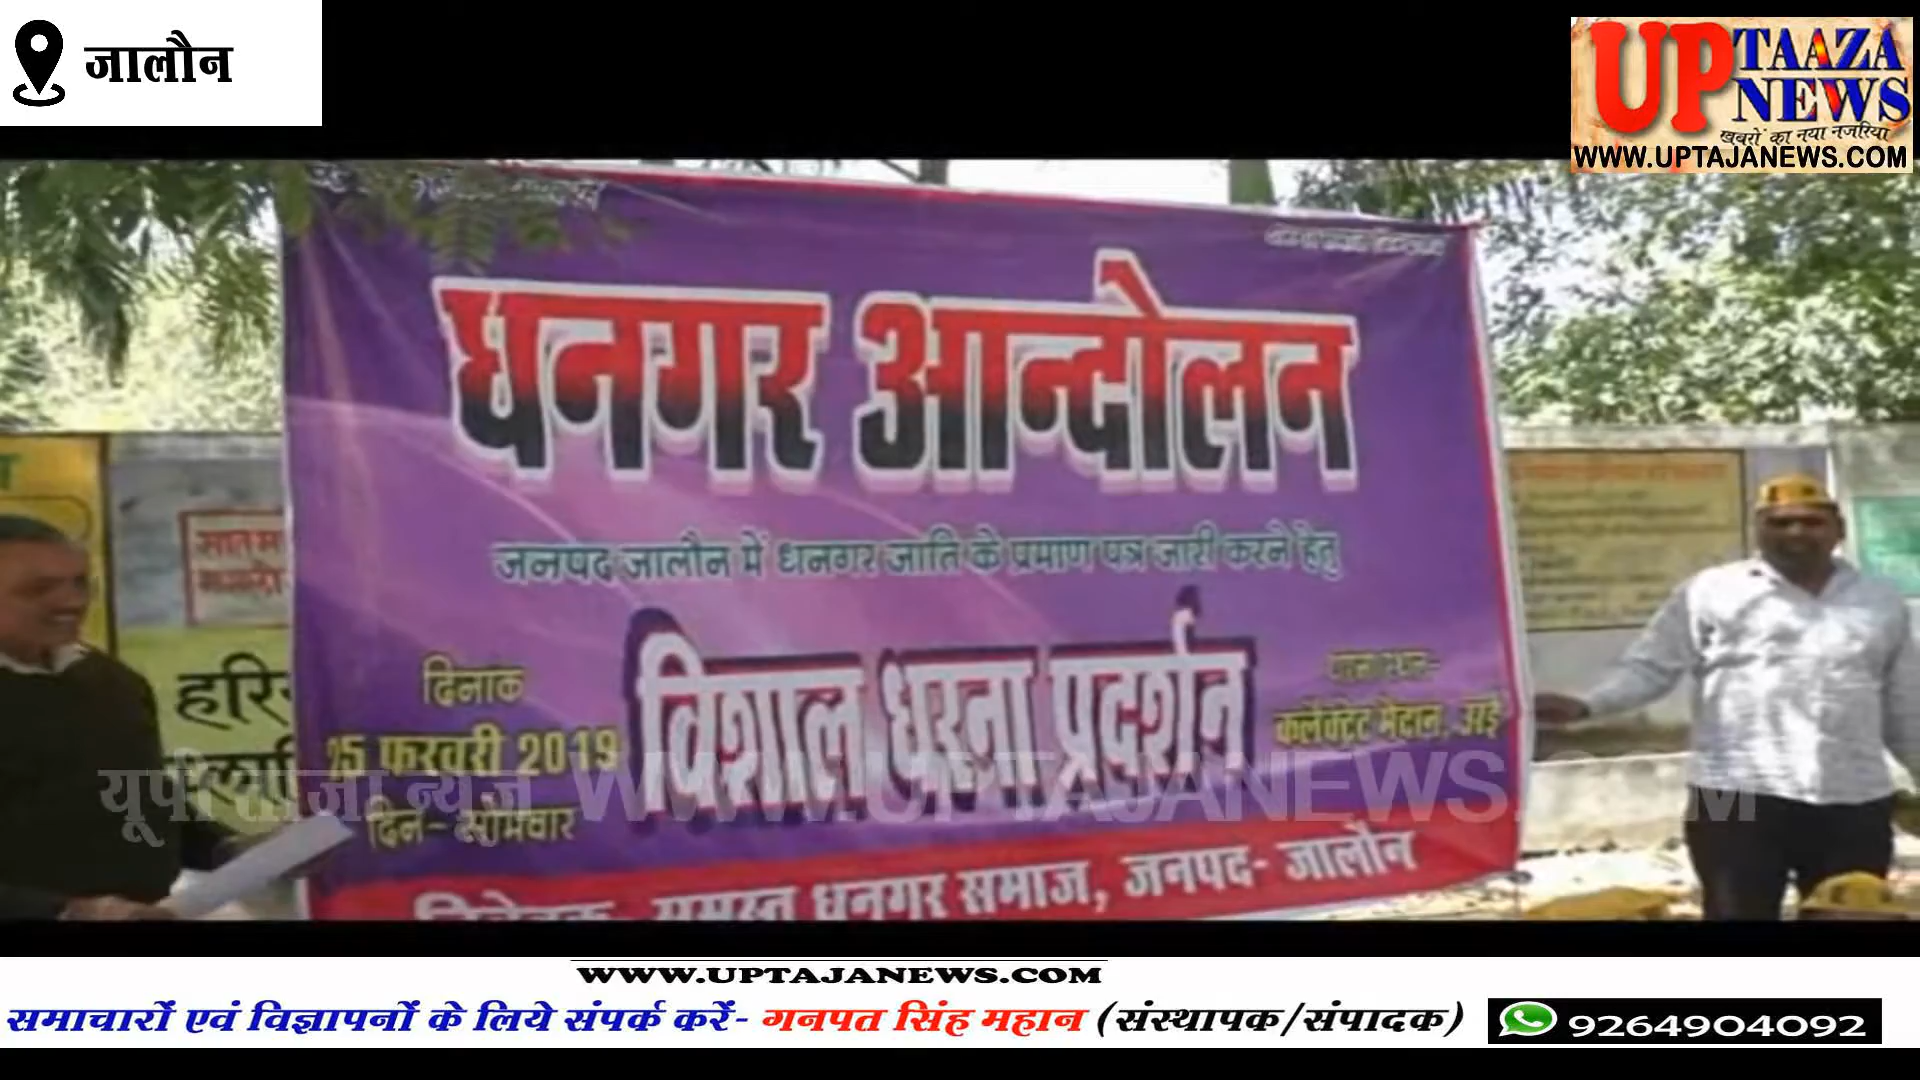 जालौन
UP TAAZA NEWS
खबरों का नया नजरिया
WWW.UPTAJANEWS.COM
धनगर आन्दोलन
जनपद जालौन में धनगर जाति के प्रमाण पत्र जारी करने हेतु
विशाल धरना प्रदर्शन
दिनाक
25 फरवरी 2019
दिन- सोमवार
कलैक्ट्रेट मैदान, उरई
समस्त धनगर समाज, जनपद- जालौन
हरि
यूपी ताजा न्यूज WWW.UPTAJANEWS.COM
WWW.UPTAJANEWS.COM
समाचारों एवं विज्ञापनों के लिये संपर्क करें- गनपत सिंह महान (संस्थापक/संपादक)
9264904092